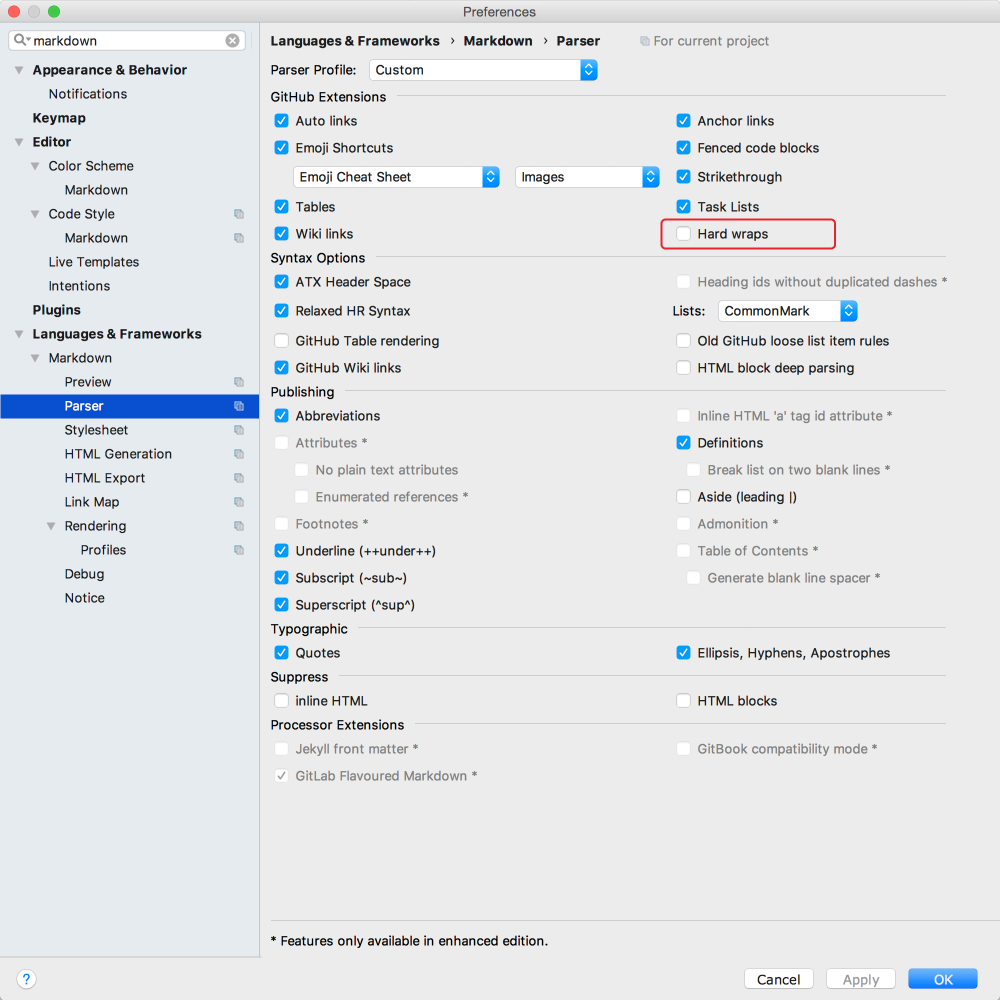 Preferences
markdown
Appearance & Behavior
Notifications
Keymap
Editor
Color Scheme
Markdown
Code Style
Markdown
Live Templates
Intentions
Plugins
Languages & Frameworks
Markdown
Preview
Parser
Stylesheet
HTML Generation
HTML Export
Link Map
Rendering
Profiles
Debug
Notice
?
Languages & Frameworks › Markdown › Parser For current project
Parser Profile: Custom
GitHub Extensions
Auto links Anchor links
Emoji Shortcuts Fenced code blocks
Emoji Cheat Sheet Images Strikethrough
Tables Task Lists
Wiki links Hard wraps
Syntax Options
ATX Header Space Heading ids without duplicated dashes *
Relaxed HR Syntax Lists: CommonMark
GitHub Table rendering Old GitHub loose list item rules
GitHub Wiki links HTML block deep parsing
Publishing
Abbreviations Inline HTML 'a' tag id attribute *
Attributes * Definitions
No plain text attributes Break list on two blank lines *
Enumerated references * Aside (leading |)
Footnotes * Admonition *
Underline (++under++) Table of Contents *
Subscript (~sub~) Generate blank line spacer *
Superscript (^sup^)
Typographic
Quotes Ellipsis, Hyphens, Apostrophes
Suppress
inline HTML HTML blocks
Processor Extensions
Jekyll front matter * GitBook compatibility mode *
GitLab Flavoured Markdown *
* Features only available in enhanced edition.
Cancel Apply OK